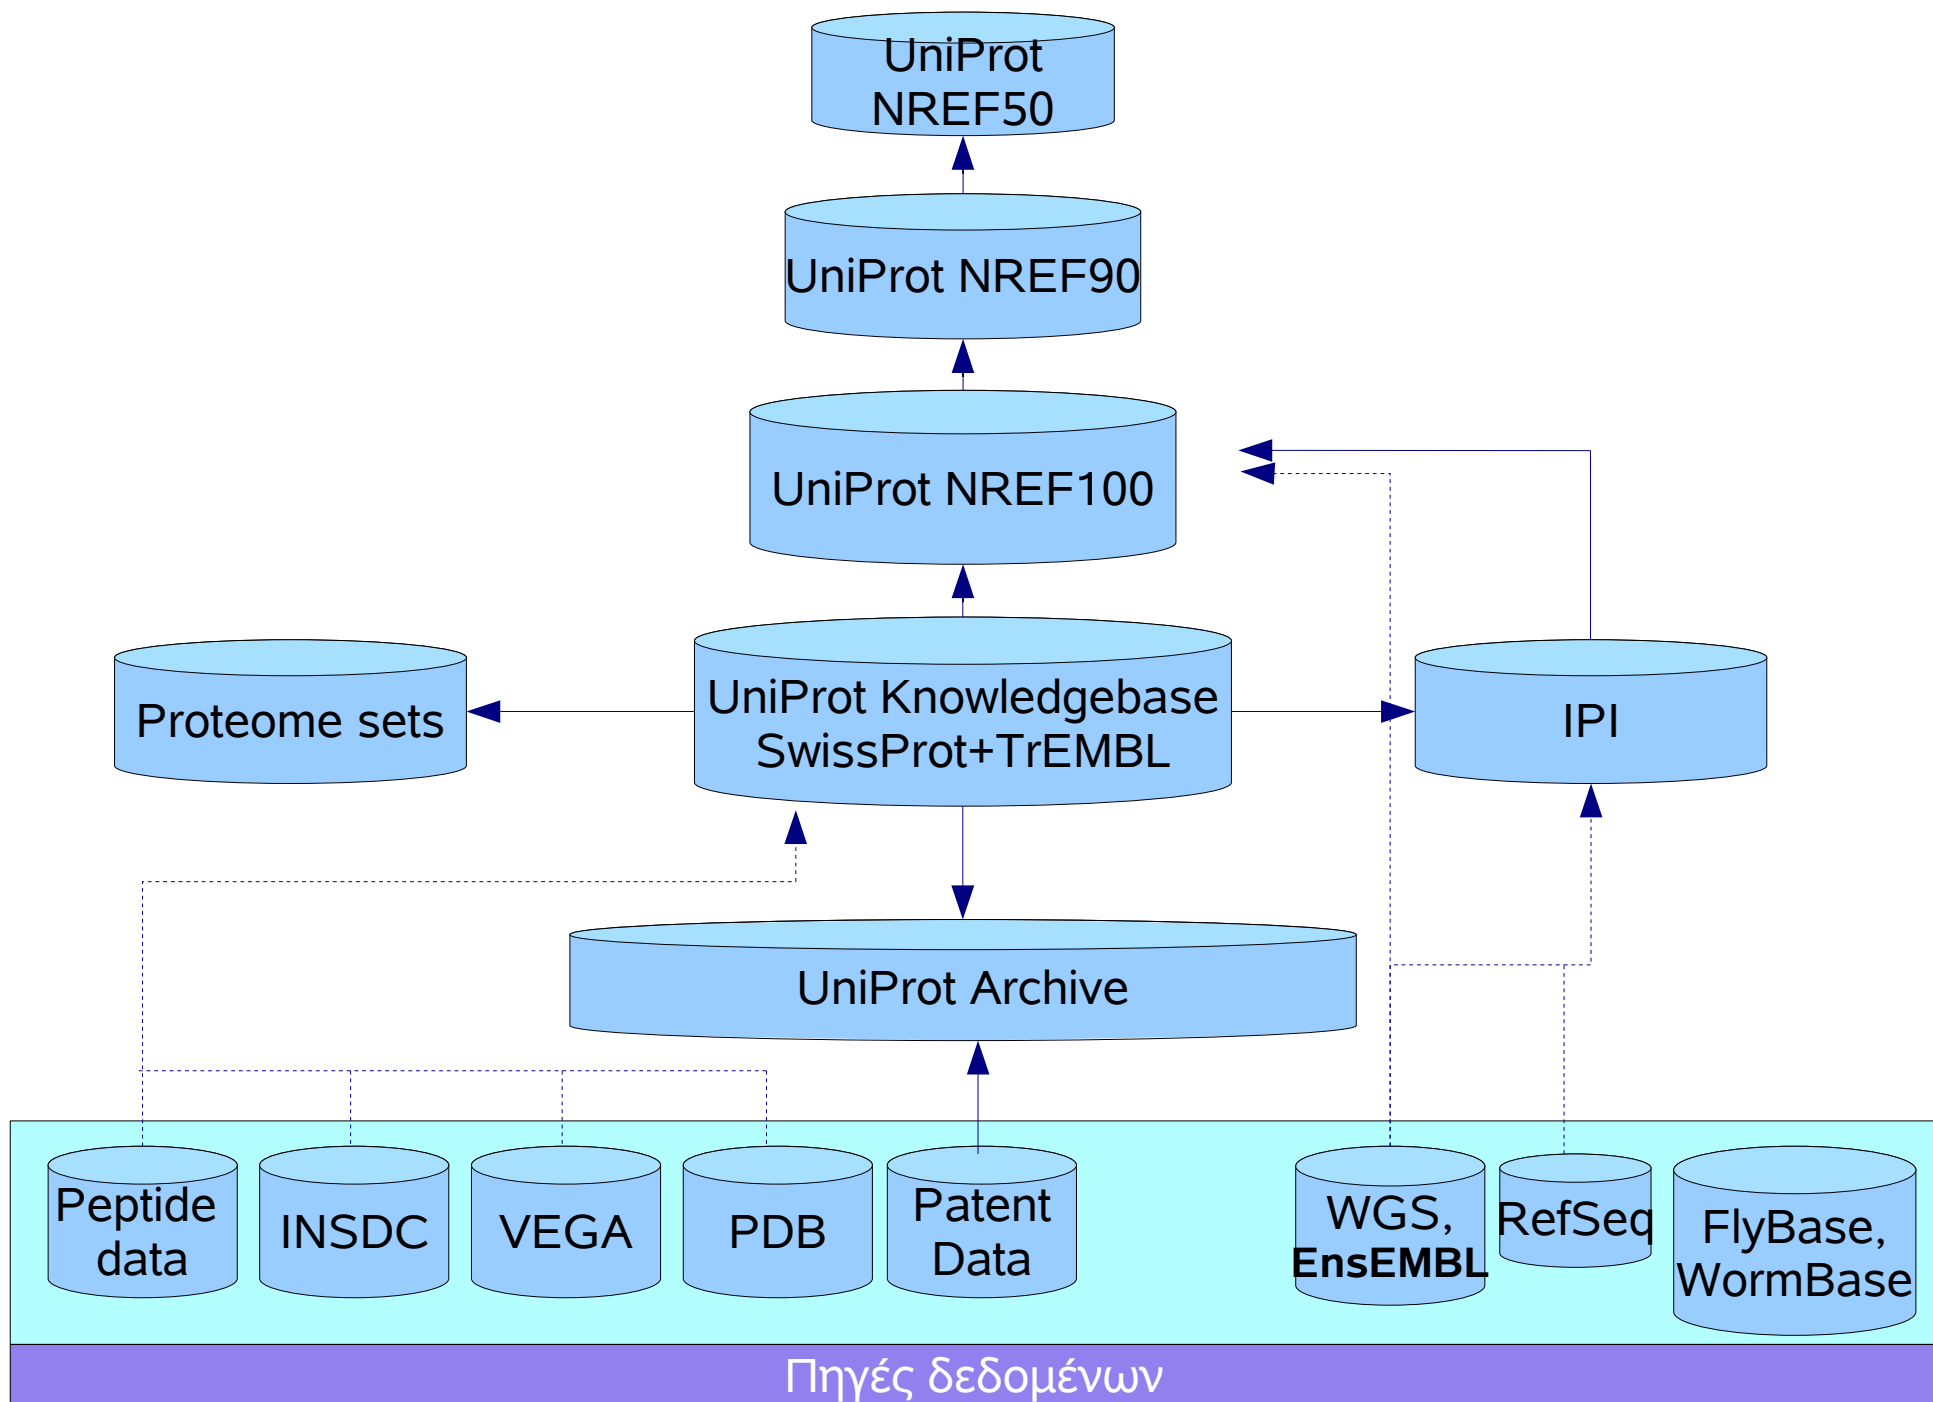 UniProt
NREF50
UniProt NREF90
UniProt NREF100
Proteome sets
UniProt Knowledgebase
SwissProt+TrEMBL
IPI
UniProt Archive
Peptide
data
INSDC
VEGA
PDB
Patent
Data
WGS,
EnsEMBL
RefSeq
FlyBase,
WormBase
Πηγές δεδομένων